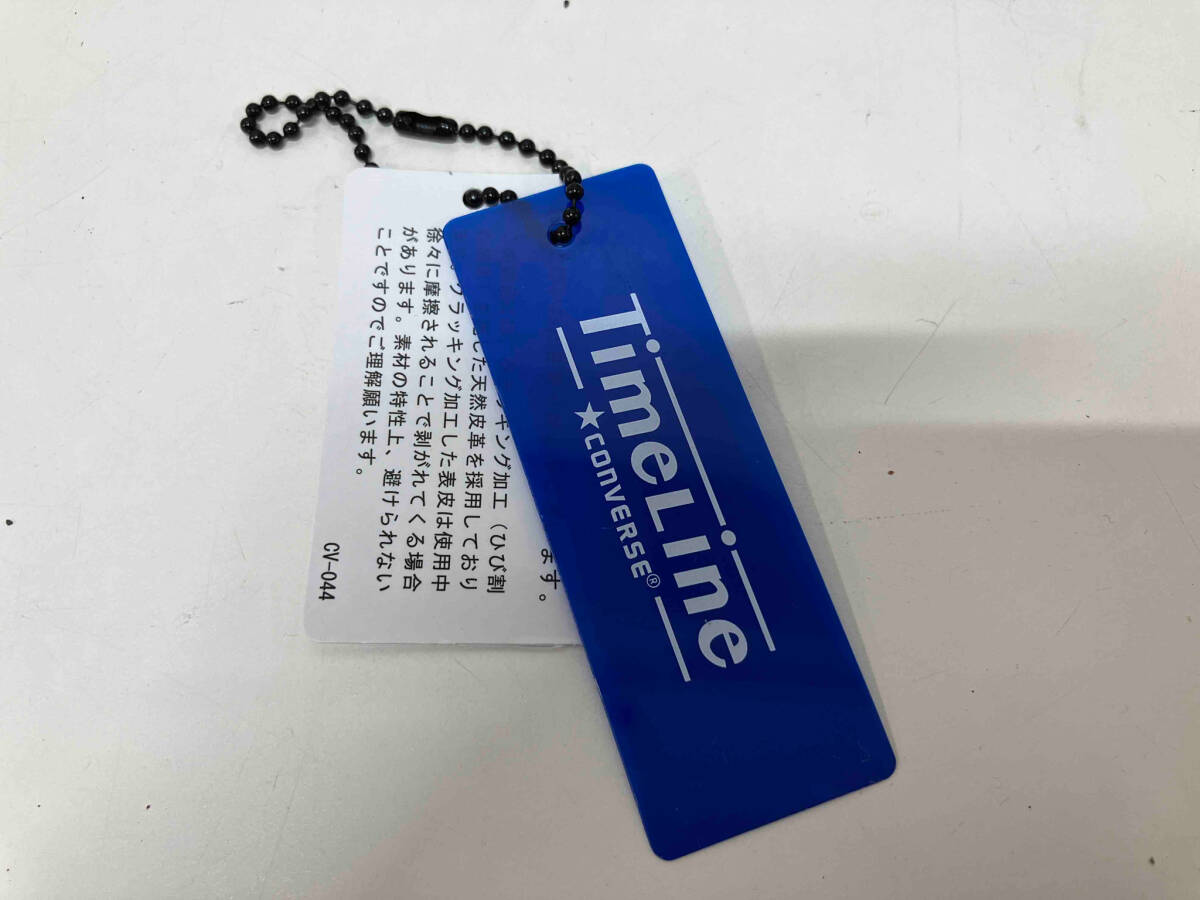 TimeLine
★CONVERSE®
ッキング加工（ひび割
した天然皮革を採用しており
クラッキング加工した表皮は使用中
徐々に摩擦されることで剥がれてくる場合
があります。素材の特性上、避けられない
ことですのでご理解願います。
ます。
CV-044